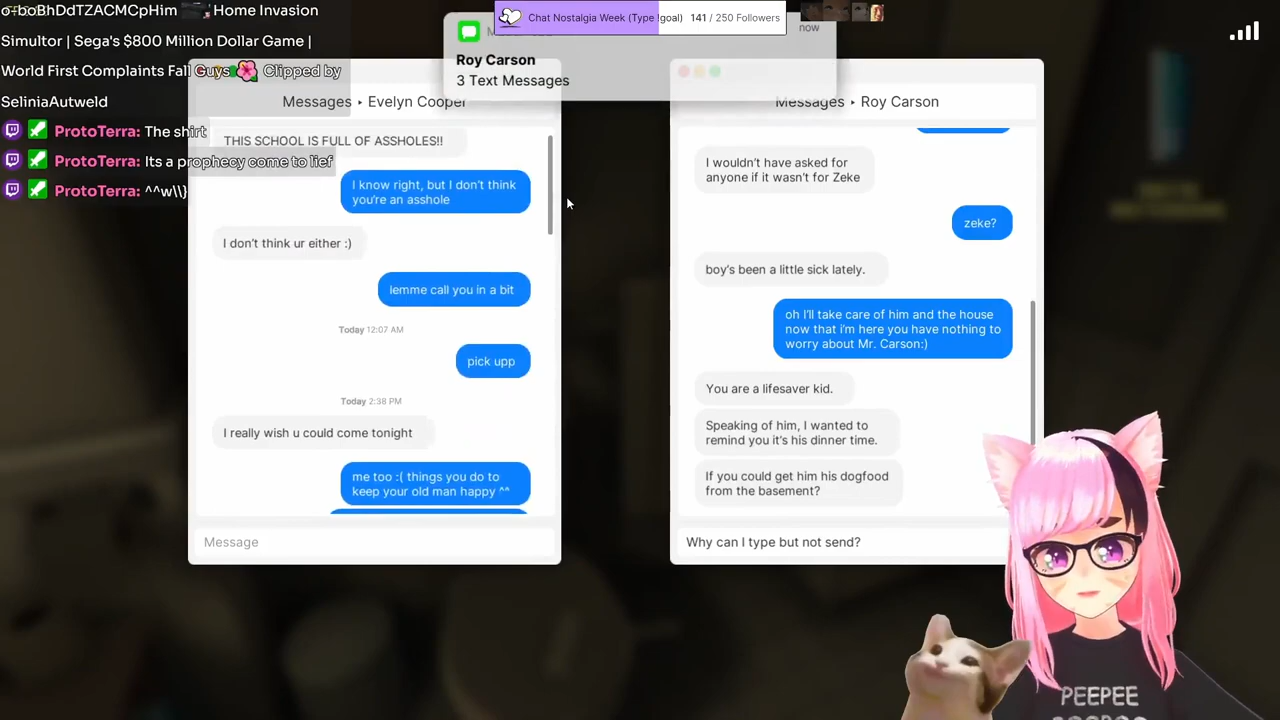 Home Invasion
Simultor | Sega's $800 Million Dollar Game |
World First Complaints Fall Guys🌺 Clipped by
SeliniaAutweld
ProtoTerra: The shirt
ProtoTerra: Its a prophecy come to lief
ProtoTerra: ^^w\\}
Chat Nostalgia Week (Type !goal) 141 / 250 Followers
now
Roy Carson
3 Text Messages
Messages ▸ Evelyn Cooper
THIS SCHOOL IS FULL OF ASSHOLES!!
I know right, but I don't think
you're an asshole
I don't think ur either :)
lemme call you in a bit
Today 12:07 AM
pick upp
Today 2:38 PM
I really wish u could come tonight
me too :( things you do to
keep your old man happy ^^
Message
Messages ▸ Roy Carson
I wouldn't have asked for
anyone if it wasn't for Zeke
zeke?
boy's been a little sick lately.
oh I'll take care of him and the house
now that i'm here you have nothing to
worry about Mr. Carson:)
You are a lifesaver kid.
Speaking of him, I wanted to
remind you it's his dinner time.
If you could get him his dogfood
from the basement?
Why can I type but not send?
PEEPEE